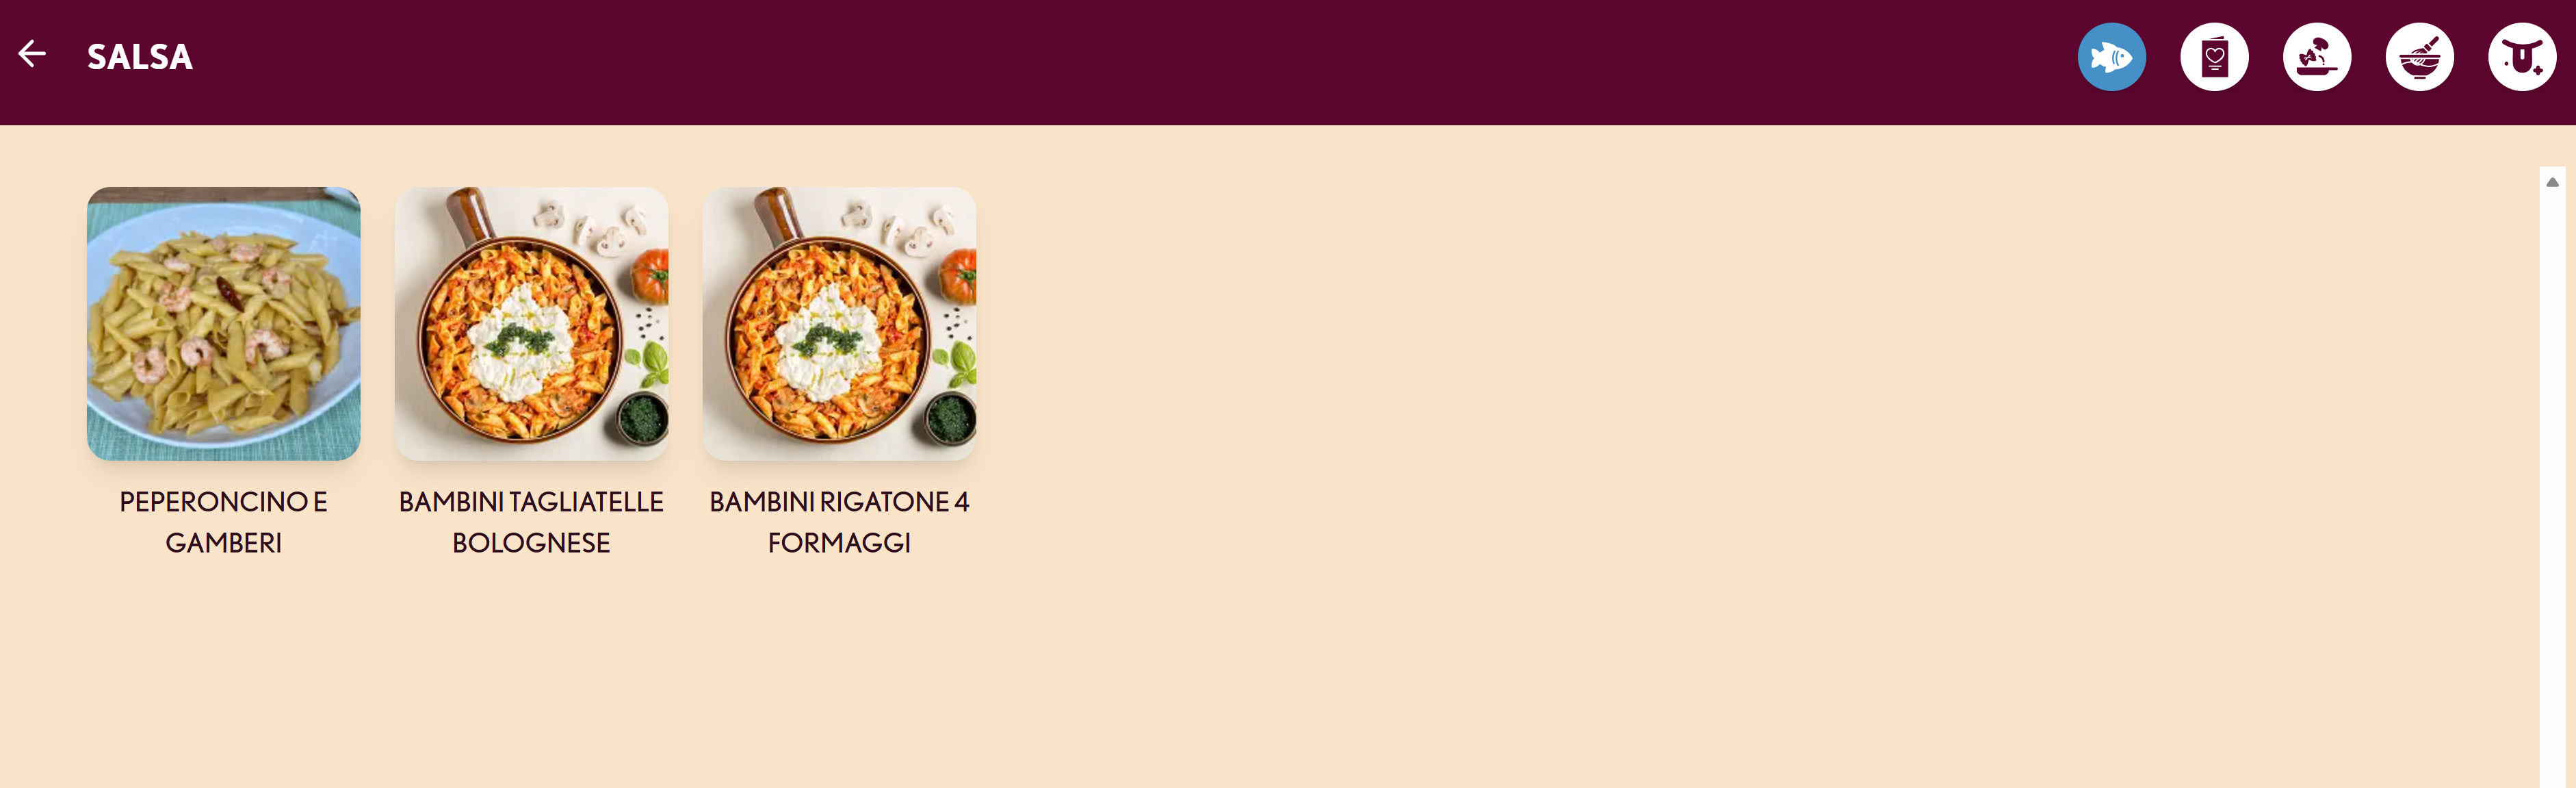 SALSA
PEPERONCINO E
GAMBERI
BAMBINI TAGLIATELLE
BOLOGNESE
BAMBINI RIGATONE 4
FORMAGGI